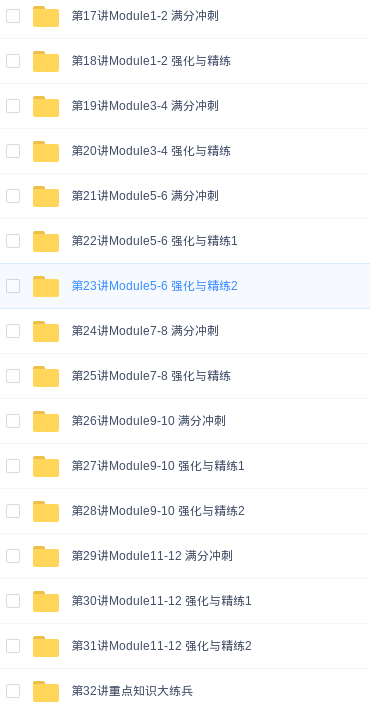 第17讲Module1-2 满分冲刺
第18讲Module1-2 强化与精练
第19讲Module3-4 满分冲刺
第20讲Module3-4 强化与精练
第21讲Module5-6 满分冲刺
第22讲Module5-6 强化与精练1
第23讲Module5-6 强化与精练2
第24讲Module7-8 满分冲刺
第25讲Module7-8 强化与精练
第26讲Module9-10 满分冲刺
第27讲Module9-10 强化与精练1
第28讲Module9-10 强化与精练2
第29讲Module11-12 满分冲刺
第30讲Module11-12 强化与精练1
第31讲Module11-12 强化与精练2
第32讲重点知识大练兵